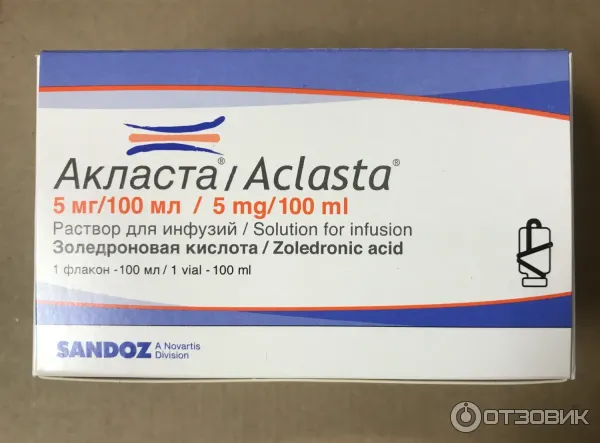 Акласта® / Aclasta®
5 мг/100 мл / 5 mg/100 ml
Раствор для инфузий / Solution for infusion
Золедроновая кислота / Zoledronic acid
1 флакон -100 мл / 1 vial - 100 ml
SANDOZ A Novartis
Division
ОТЗОВИК